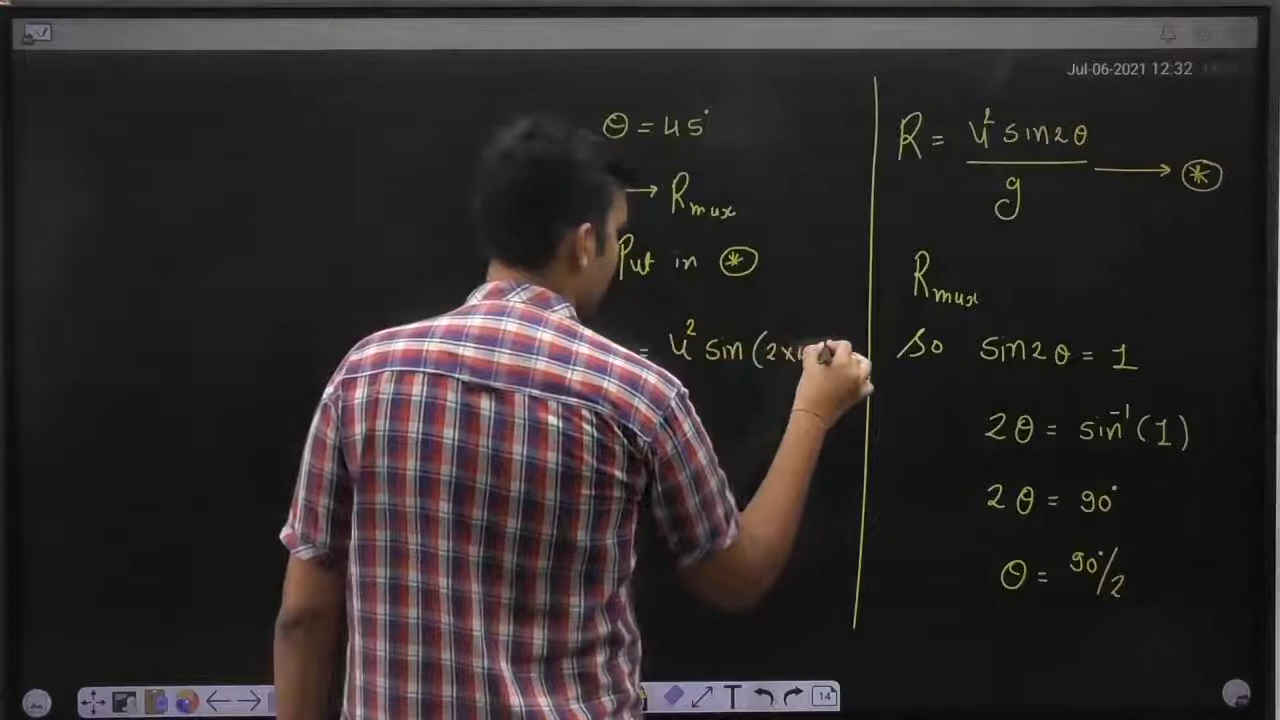 Jul-06-2021 12:32
θ = 45°
→ Rmax
Put in ⊛
= u² sin(2×
R = u² sin2θ / g → ⊛
Rmax
So sin2θ = 1
2θ = sin⁻¹(1)
2θ = 90°
θ = 90°/2
T 14